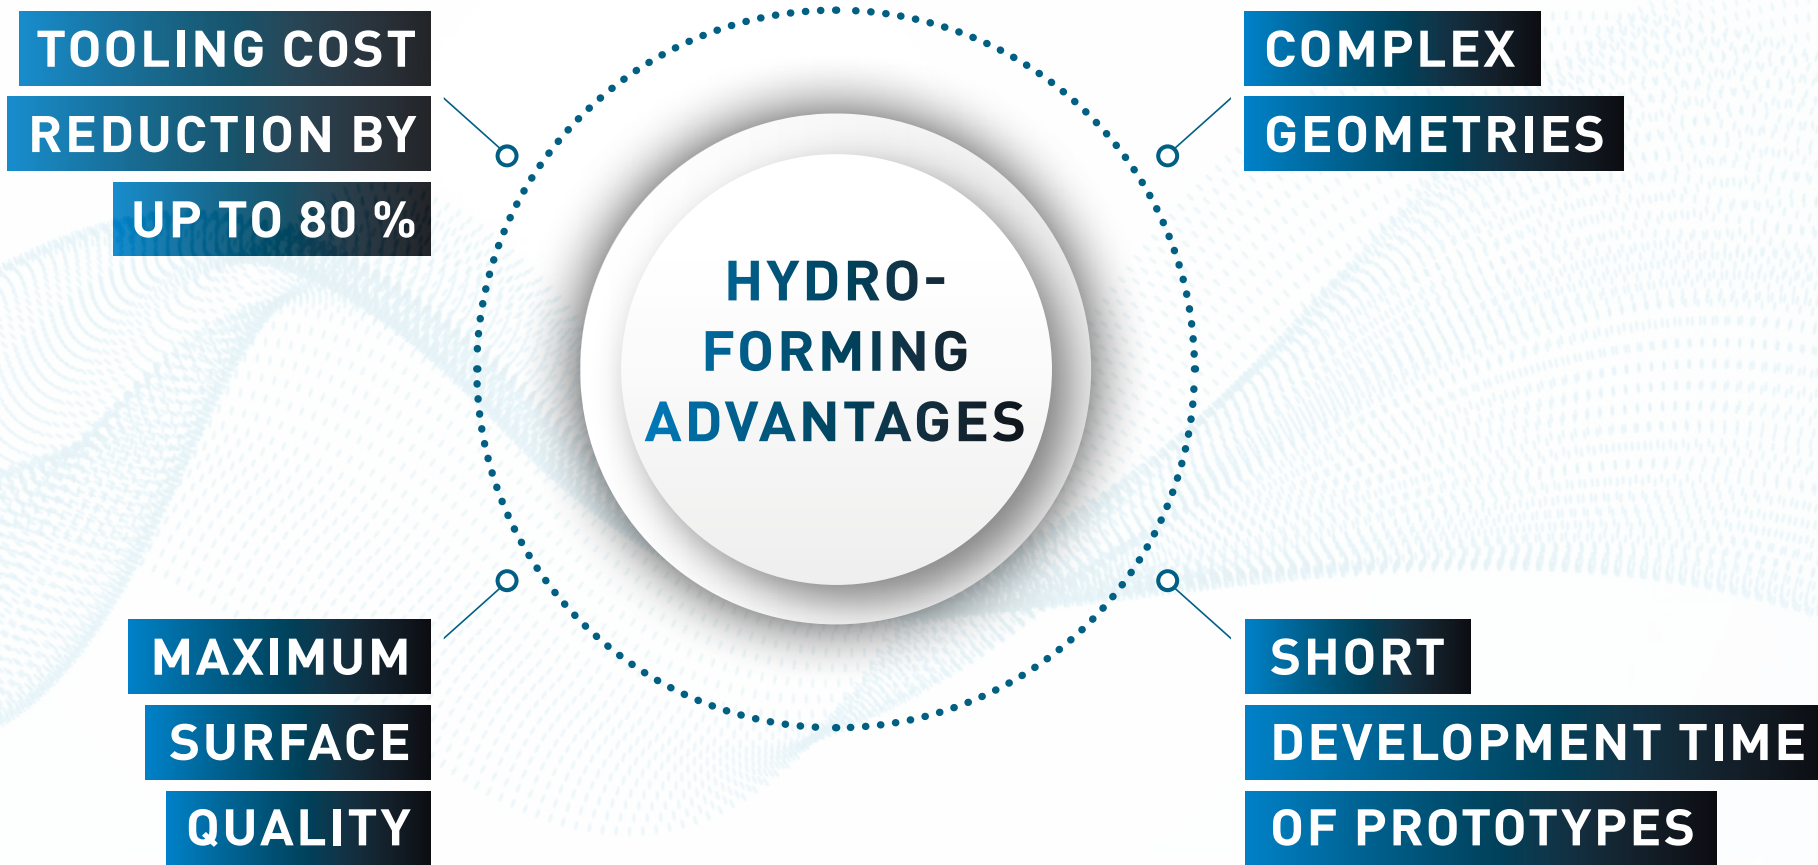 TOOLING COST
REDUCTION BY
UP TO 80 %
COMPLEX
GEOMETRIES
HYDRO-
FORMING
ADVANTAGES
MAXIMUM
SURFACE
QUALITY
SHORT
DEVELOPMENT TIME
OF PROTOTYPES